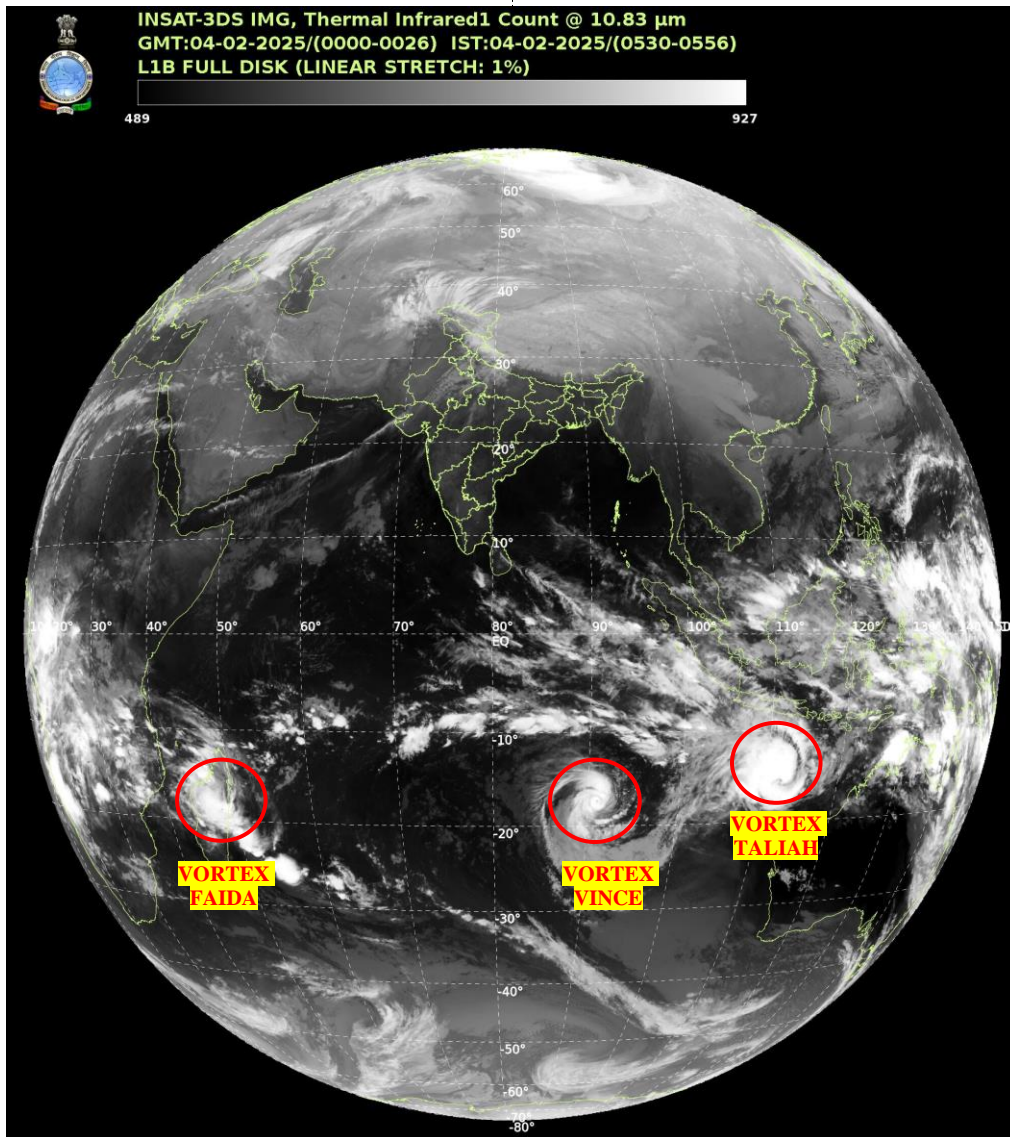 INSAT-3DS IMG, Thermal Infrared1 Count @ 10.83 μm
GMT:04-02-2025/(0000-0026) IST:04-02-2025/(0530-0556)
L1B FULL DISK (LINEAR STRETCH: 1%)
489 927
60°
50°
40°
30°
20°
10°
20° 30° 40° 50° 60° 70° 80° 90° 100° 110° 120° 130° 140°
EQ
-10°
-20°
VORTEX
TALIAH
VORTEX
FAIDA
VORTEX
VINCE
-30°
-40°
-50°
-60°
-70°
-80°